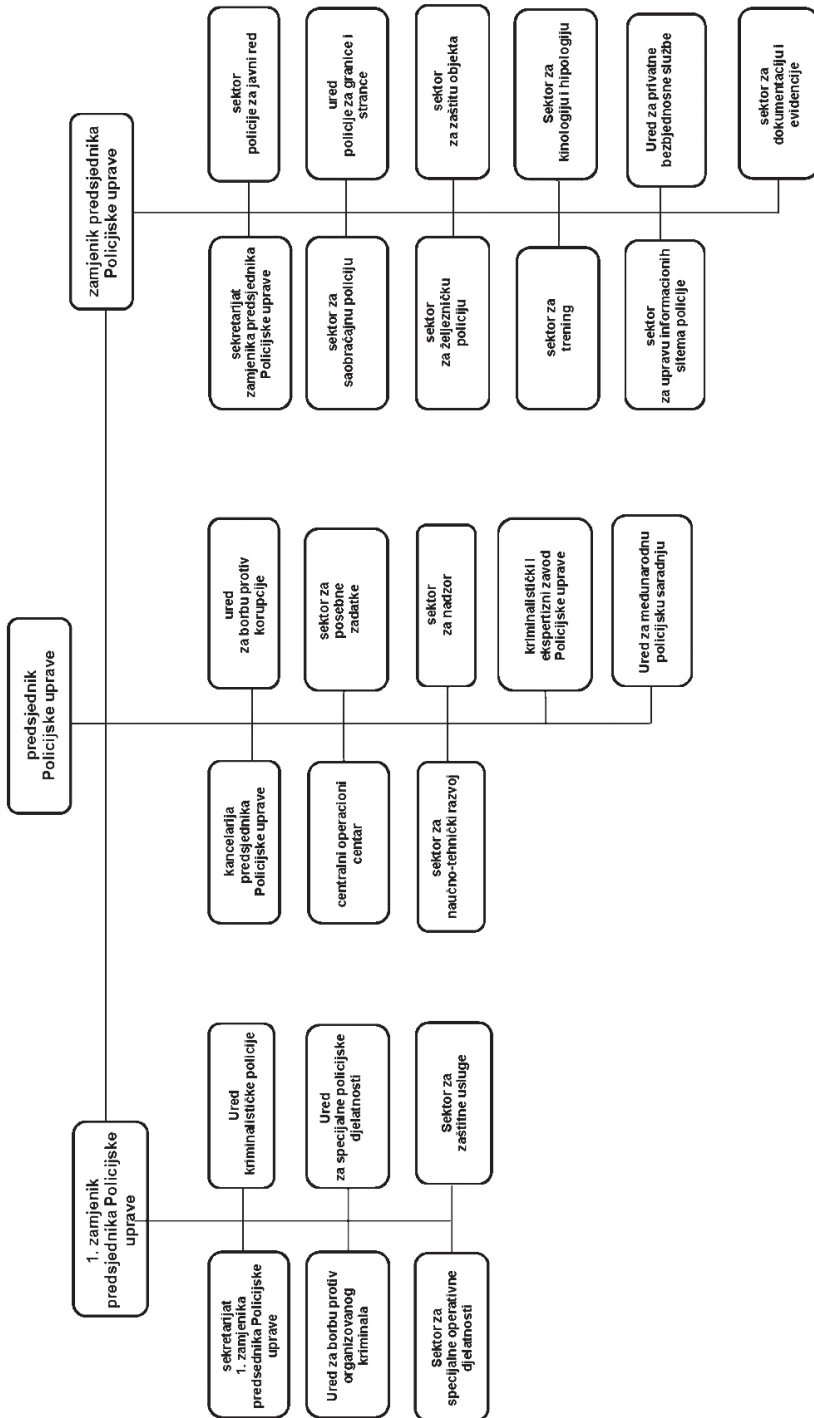 predsjednik
Policijske uprave
1. zamjenik
predsjednika Policijske
uprave
zamjenik predsjednika
Policijske uprave
sekretarijat
1. zamjenika
predsednika Policijske
uprave
Ured
kriminalističke policije
Ured za borbu protiv
organizovanog
kriminala
Ured
za specijalne policijske
djelatnosti
Sektor za
specijalne operativne
djelatnosti
Sektor za
zaštitne usluge
kancelarija
predsjednika
Policijske uprave
ured
za borbu protiv
korupcije
centralni operacioni
centar
sektor za
posebne
zadatke
sektor za
naučno-tehnički razvoj
sektor
za nadzor
kriminalistički i
ekspertizni zavod
Policijske uprave
Ured za međunarodnu
policijsku saradnju
sekretarijat
zamjenika predsjednika
Policijske uprave
sektor
policije za javni red
sektor za
saobraćajnu policiju
ured
policije za granice i
strance
sektor
za željezničku
policiju
sektor
za zaštitu objekta
sektor za
trening
Sektor za
kinologiju i hipologiju
sektor
za upravu informacionih
sitema policije
Ured za privatne
bezbjednosne službe
sektor za
dokumentaciju i
evidencije